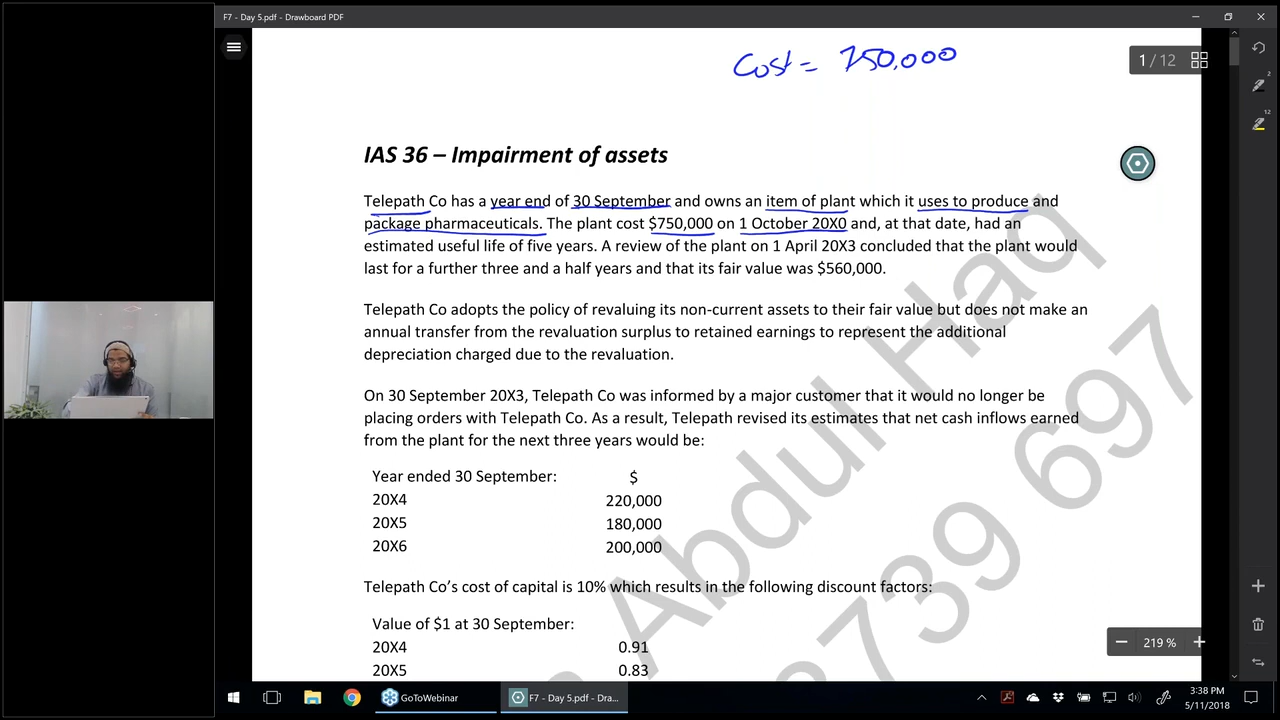 F7 - Day 5.pdf - Drawboard PDF
Cost = 750,000
1 / 12
2
12
IAS 36 – Impairment of assets
Telepath Co has a year end of 30 September and owns an item of plant which it uses to produce and
package pharmaceuticals. The plant cost $750,000 on 1 October 20X0 and, at that date, had an
estimated useful life of five years. A review of the plant on 1 April 20X3 concluded that the plant would
last for a further three and a half years and that its fair value was $560,000.
Telepath Co adopts the policy of revaluing its non-current assets to their fair value but does not make an
annual transfer from the revaluation surplus to retained earnings to represent the additional
depreciation charged due to the revaluation.
On 30 September 20X3, Telepath Co was informed by a major customer that it would no longer be
placing orders with Telepath Co. As a result, Telepath revised its estimates that net cash inflows earned
from the plant for the next three years would be:
Year ended 30 September: $
20X4 220,000
20X5 180,000
20X6 200,000
Telepath Co's cost of capital is 10% which results in the following discount factors:
Value of $1 at 30 September:
20X4 0.91
20X5 0.83
Abdul Haq
3739 697
219 %
GoToWebinar
F7 - Day 5.pdf - Dra...
3:38 PM
5/11/2018